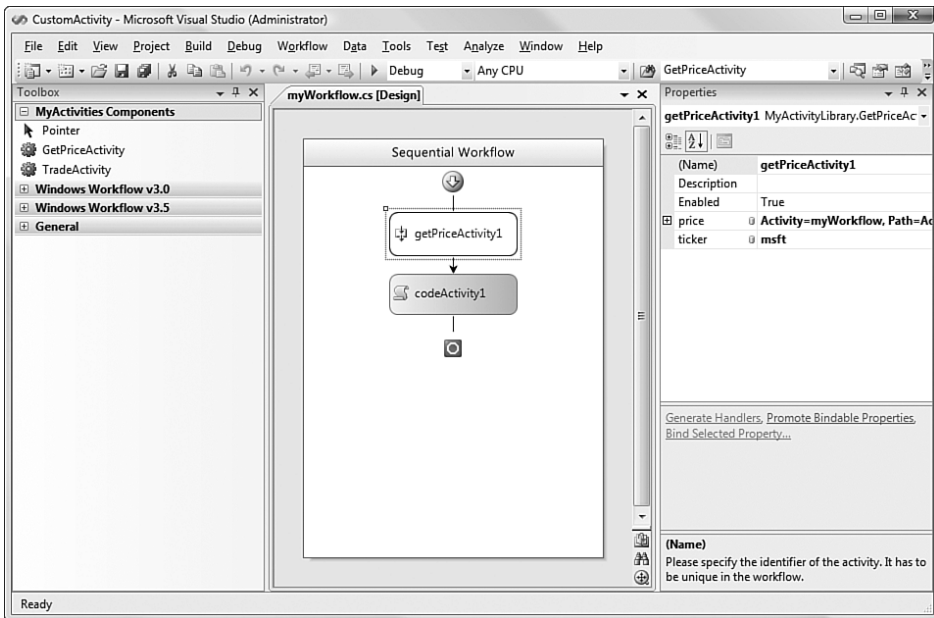 CustomActivity - Microsoft Visual Studio (Administrator)
File Edit View Project Build Debug Workflow Data Tools Test Analyze Window Help
Debug Any CPU GetPriceActivity
Toolbox
MyActivities Components
Pointer
GetPriceActivity
TradeActivity
Windows Workflow v3.0
Windows Workflow v3.5
General
myWorkflow.cs [Design]
Sequential Workflow
getPriceActivity1
codeActivity1
Properties
getPriceActivity1 MyActivityLibrary.GetPriceAc
(Name) getPriceActivity1
Description
Enabled True
price Activity=myWorkflow, Path=Ac
ticker msft
Generate Handlers, Promote Bindable Properties,
Bind Selected Property...
(Name)
Please specify the identifier of the activity. It has to
be unique in the workflow.
Ready